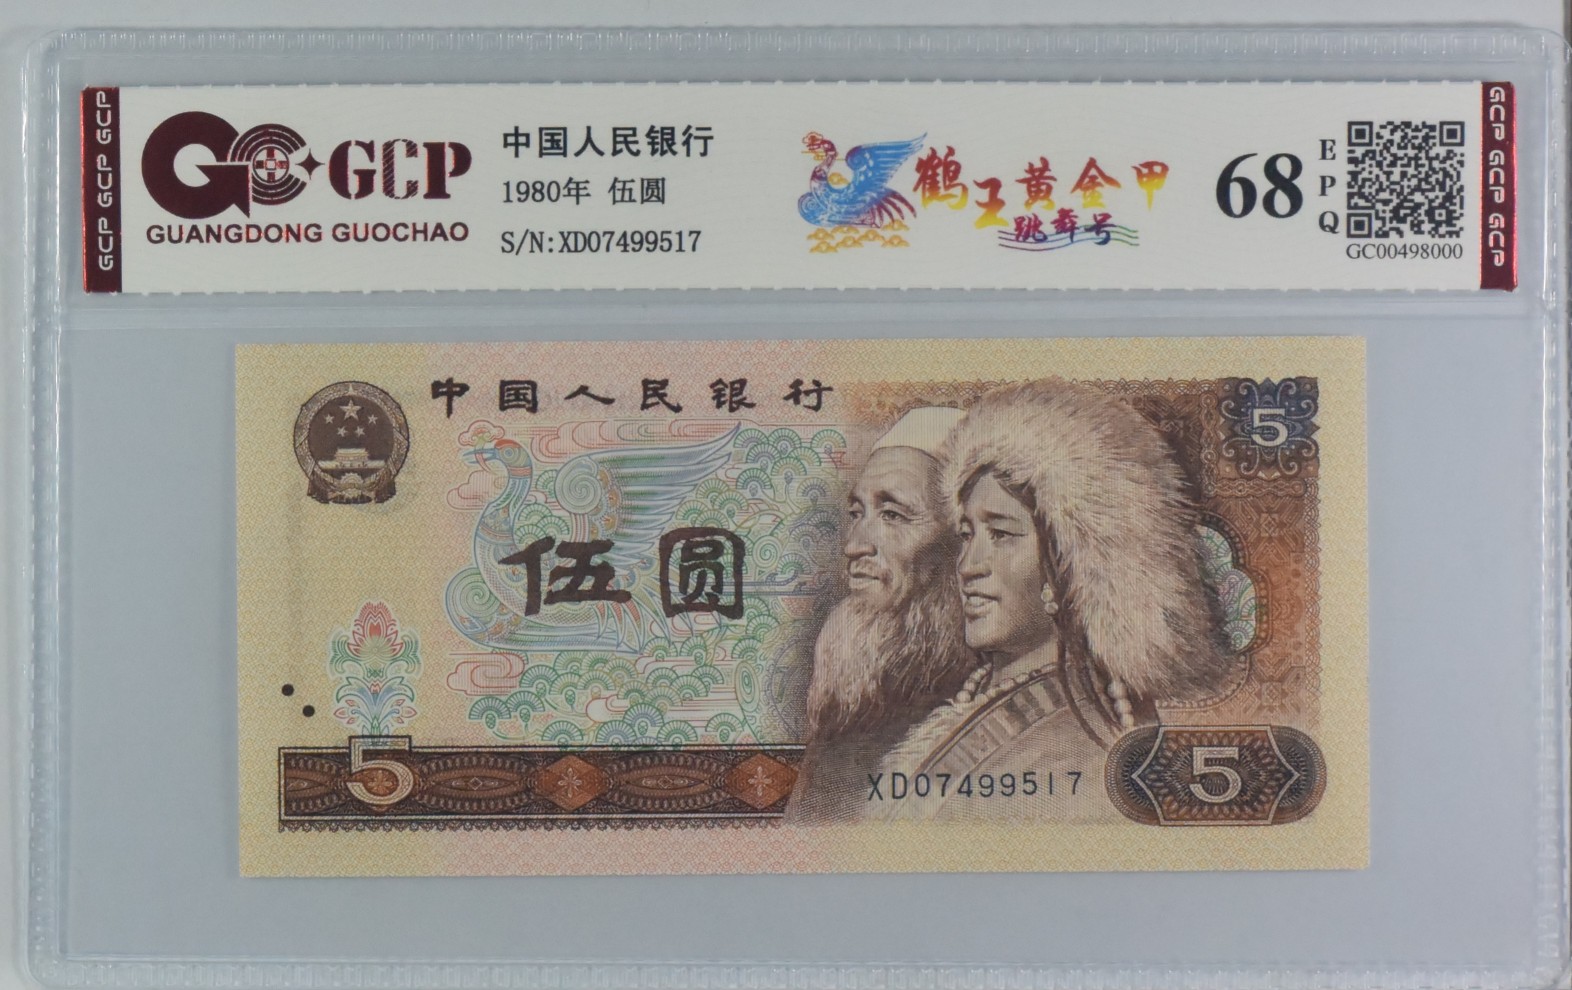 GCP GCP GCP
GCP
GUANGDONG GUOCHAO
中国人民银行
1980年 伍圆
S/N:XD07499517
鹤王黄金甲
跳舞号
68
EPQ
GC00498000
GCP GCP GCP
中国人民银行
5
伍圆
5
XD07499517
5